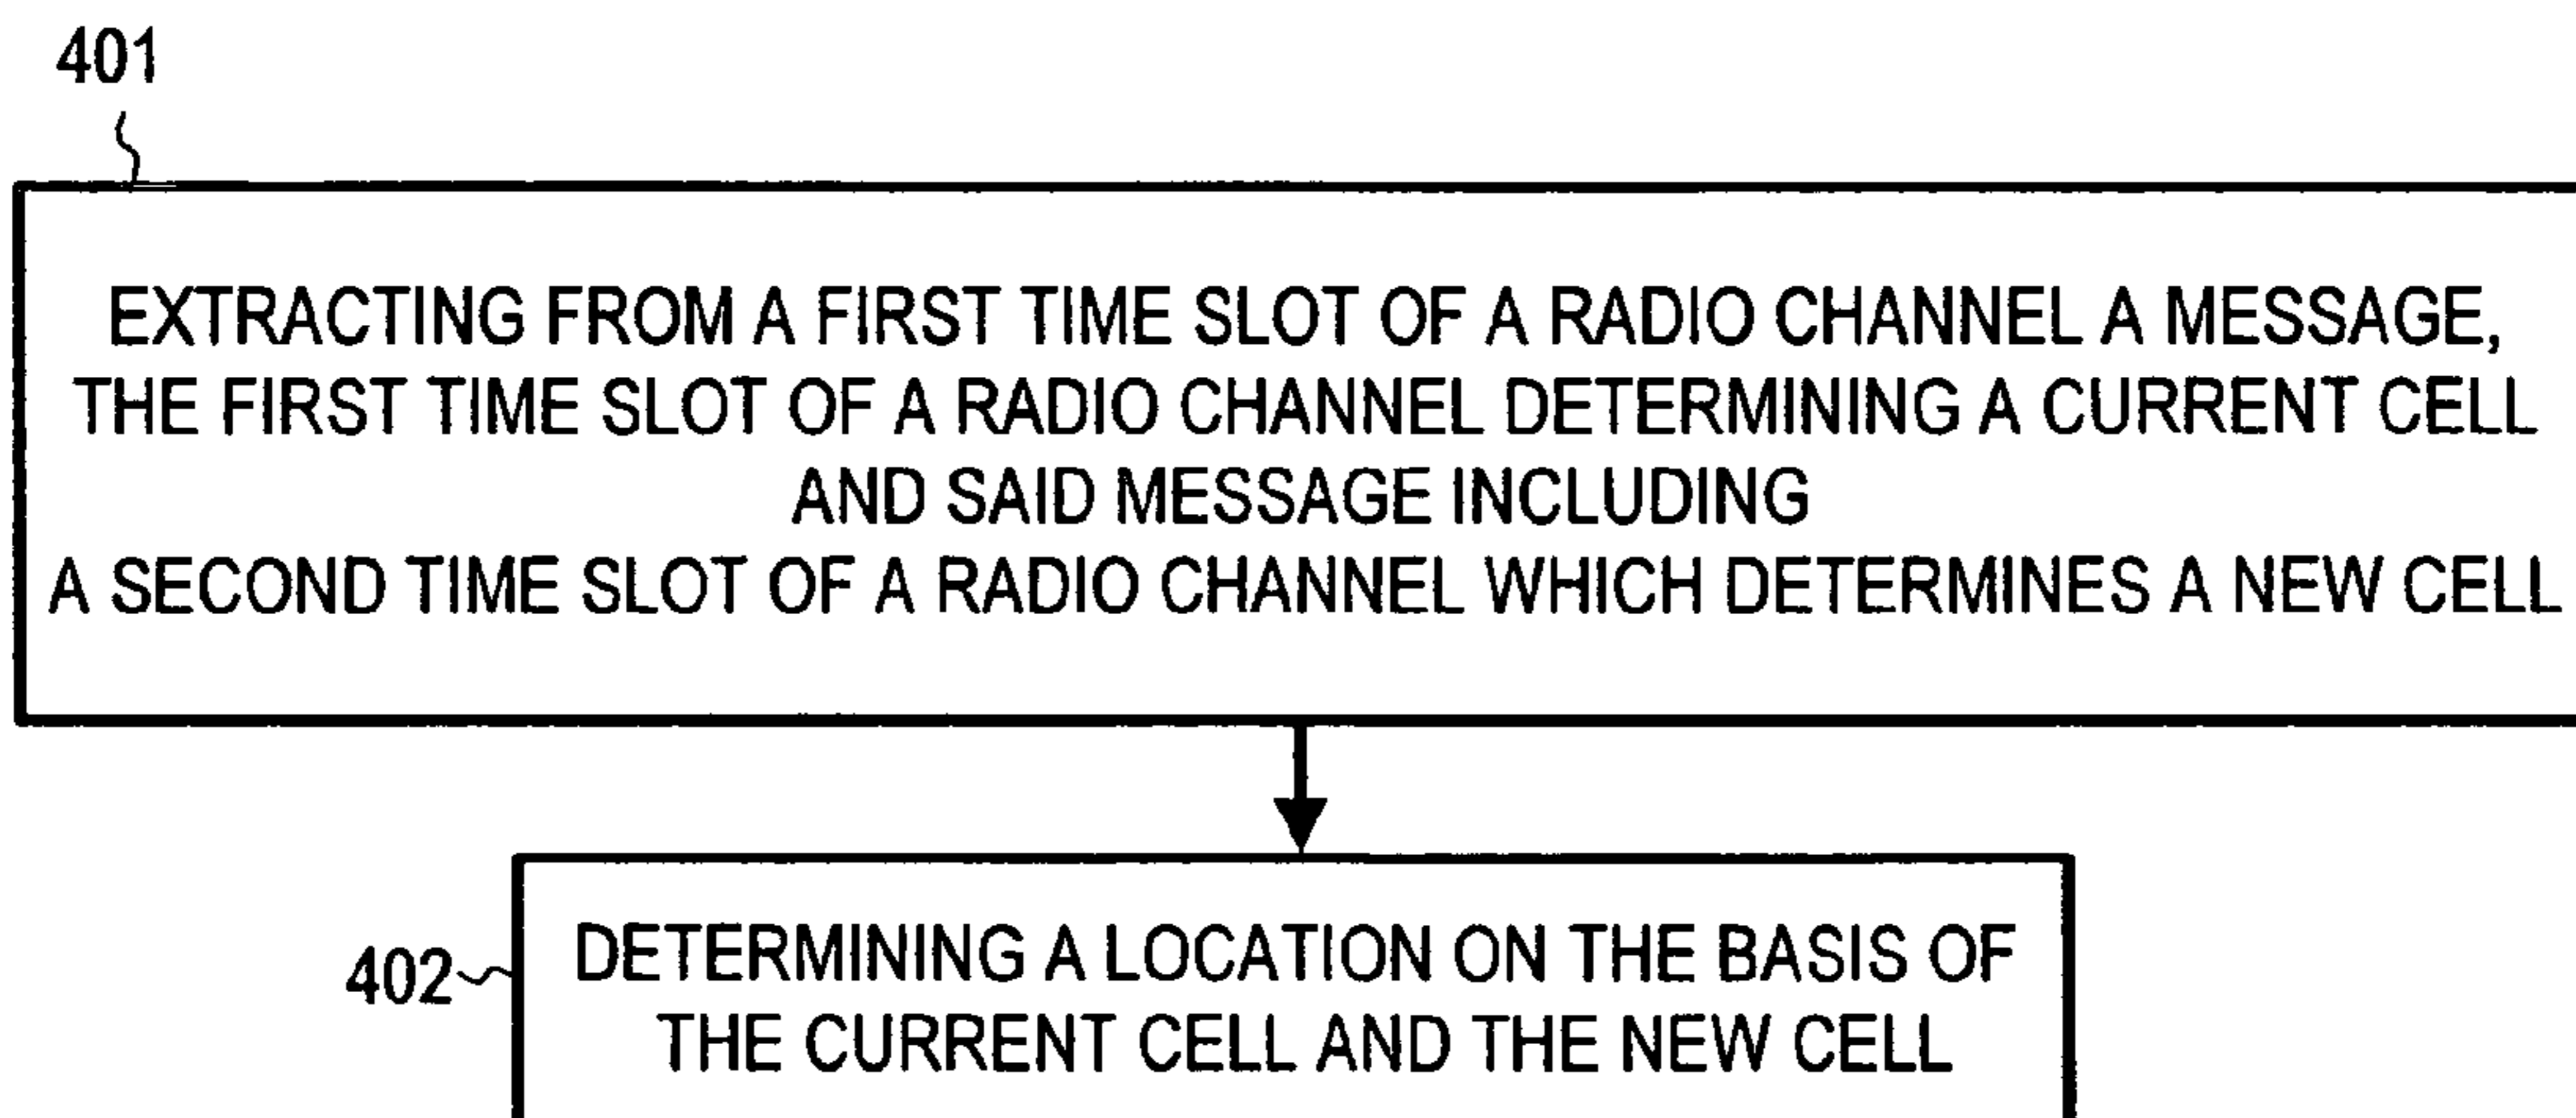 401
EXTRACTING FROM A FIRST TIME SLOT OF A RADIO CHANNEL A MESSAGE,
THE FIRST TIME SLOT OF A RADIO CHANNEL DETERMINING A CURRENT CELL
AND SAID MESSAGE INCLUDING
A SECOND TIME SLOT OF A RADIO CHANNEL WHICH DETERMINES A NEW CELL
402
DETERMINING A LOCATION ON THE BASIS OF
THE CURRENT CELL AND THE NEW CELL